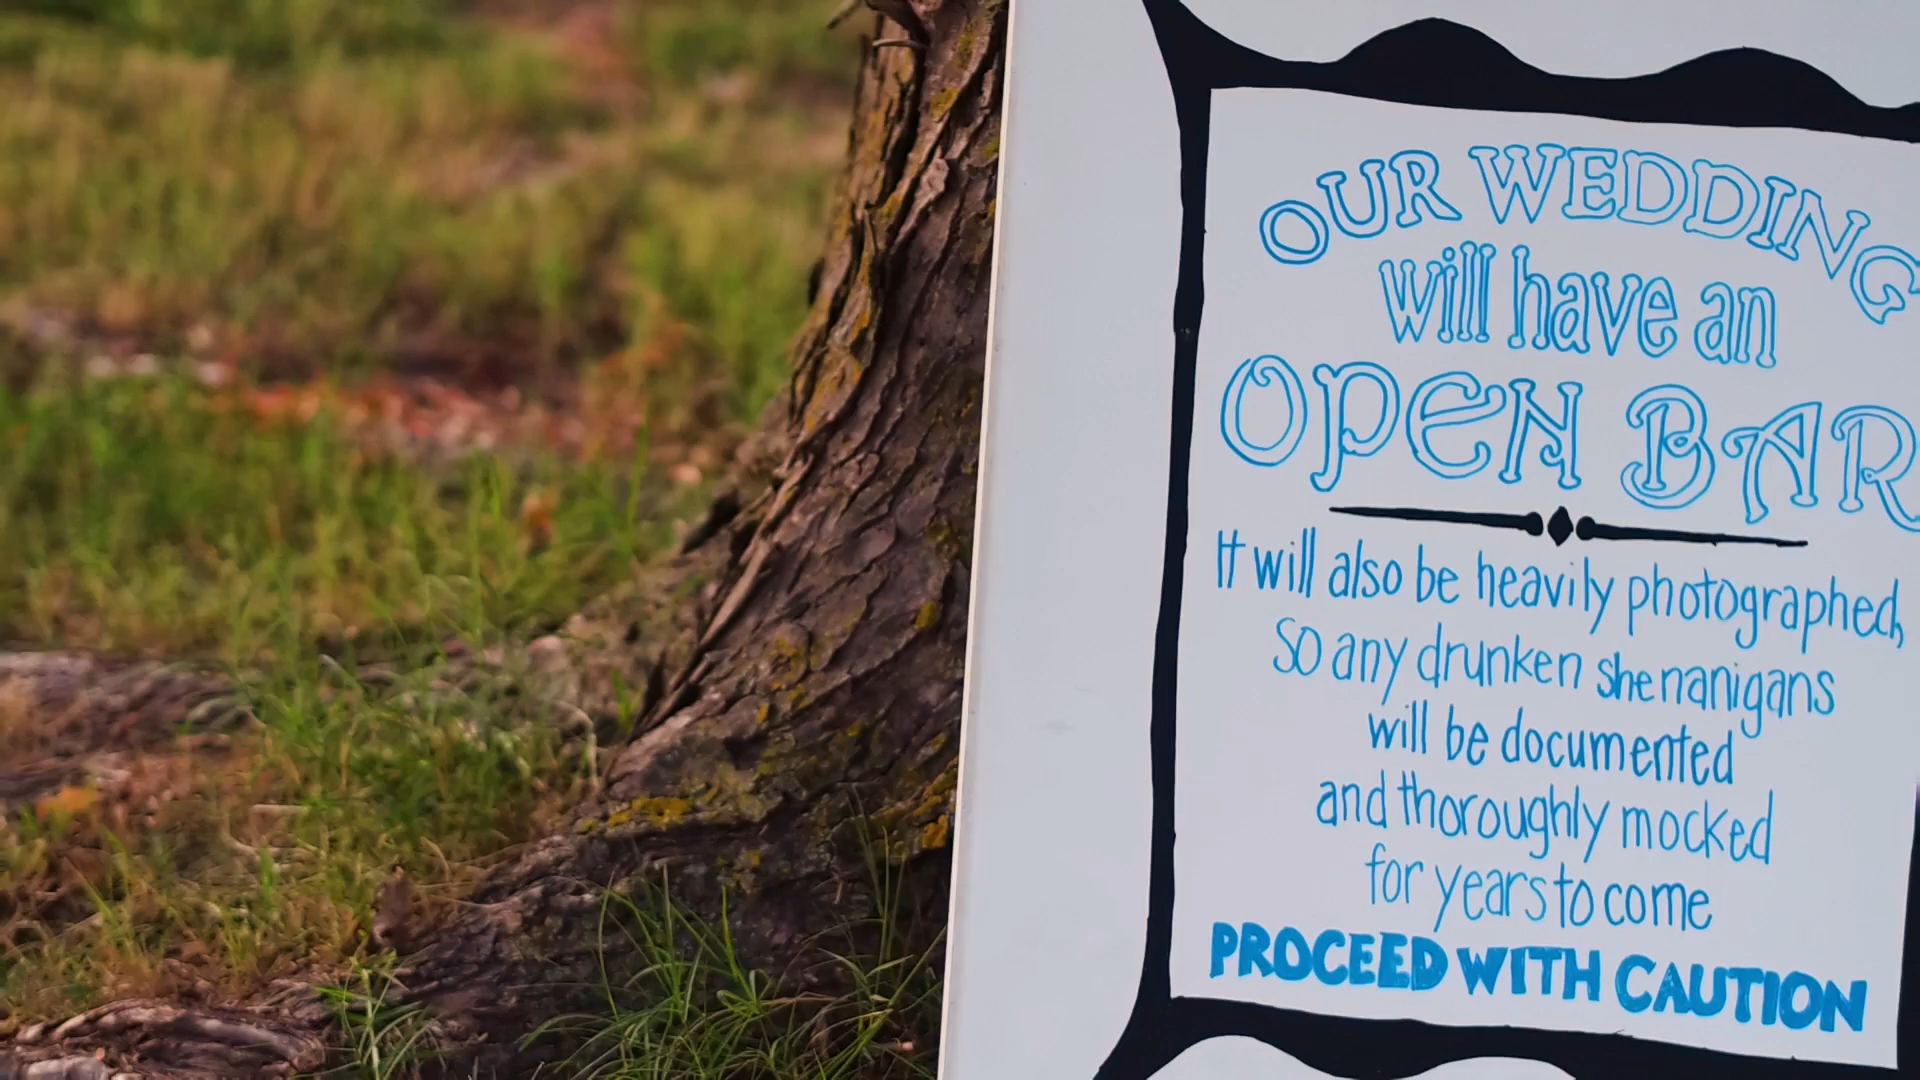 OUR WEDDING
will have an
OPEN BAR
It will also be heavily photographed,
so any drunken shenanigans
will be documented
and thoroughly mocked
for years to come
PROCEED WITH CAUTION